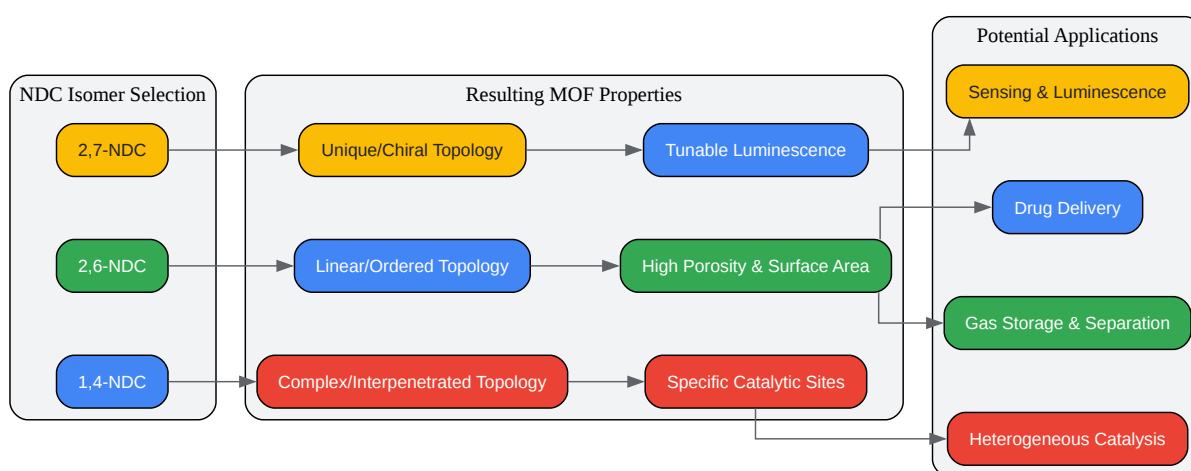 Potential Applications
NDC Isomer Selection
Resulting MOF Properties
Sensing & Luminescence
2,7-NDC
Unique/Chiral Topology
Tunable Luminescence
Drug Delivery
2,6-NDC
Linear/Ordered Topology
High Porosity & Surface Area
Gas Storage & Separation
1,4-NDC
Complex/Interpenetrated Topology
Specific Catalytic Sites
Heterogeneous Catalysis